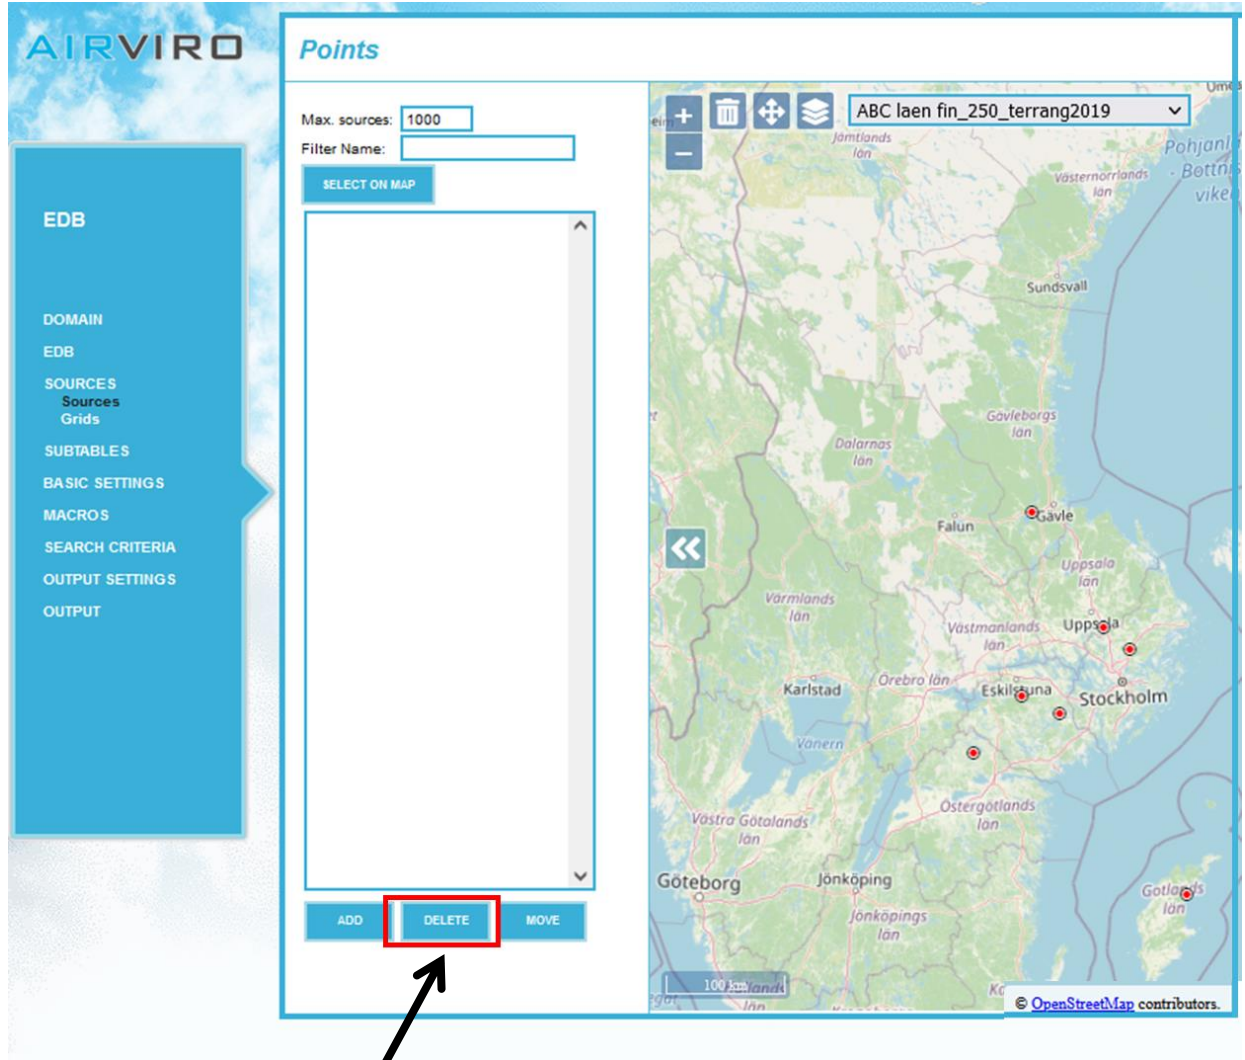 AIRVIRO
Points
Max. sources: 1000
Filter Name:
SELECT ON MAP
EDB
DOMAIN
EDB
SOURCES
Sources
Grids
SUBTABLES
BASIC SETTINGS
MACROS
SEARCH CRITERIA
OUTPUT SETTINGS
OUTPUT
ADD
DELETE
MOVE
+
−
ABC laen fin_250_terrang2019
Jämtlands
län
Västernorrlands
län
- Bottn
Sundsvall
Gävleborgs
län
Dalarnas
län
Gävle
Falun
Uppsala
län
Värmlands
län
Västmanlands
län
Uppsala
Karlstad
Örebro län
Eskilstuna
Stockholm
Vänern
Östergötlands
län
Västra Götalands
län
Göteborg
Jönköping
Jönköpings
län
Gotlands
län
100 km
län
© OpenStreetMap contributors.